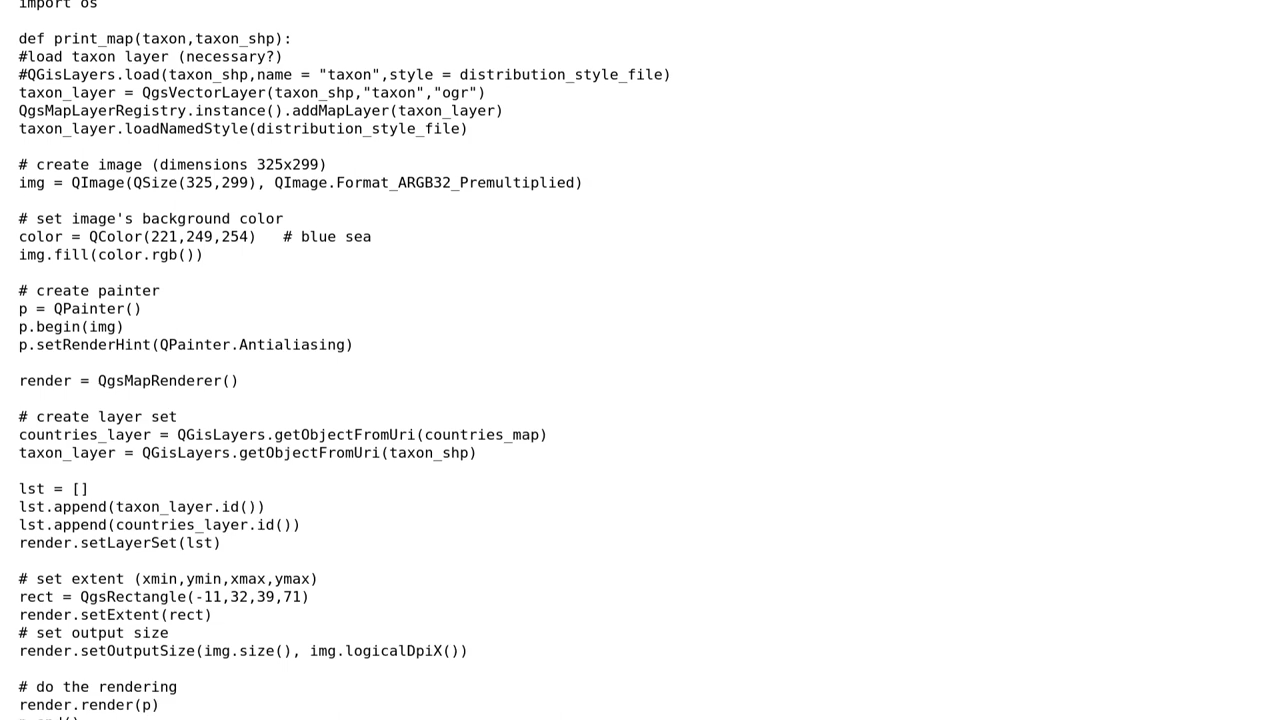 import os
def print_map(taxon,taxon_shp):
#load taxon layer (necessary?)
#QGisLayers.load(taxon_shp,name = "taxon",style = distribution_style_file)
taxon_layer = QgsVectorLayer(taxon_shp,"taxon","ogr")
QgsMapLayerRegistry.instance().addMapLayer(taxon_layer)
taxon_layer.loadNamedStyle(distribution_style_file)
# create image (dimensions 325x299)
img = QImage(QSize(325,299), QImage.Format_ARGB32_Premultiplied)
# set image's background color
color = QColor(221,249,254)   # blue sea
img.fill(color.rgb())
# create painter
p = QPainter()
p.begin(img)
p.setRenderHint(QPainter.Antialiasing)
render = QgsMapRenderer()
# create layer set
countries_layer = QGisLayers.getObjectFromUri(countries_map)
taxon_layer = QGisLayers.getObjectFromUri(taxon_shp)
lst = []
lst.append(taxon_layer.id())
lst.append(countries_layer.id())
render.setLayerSet(lst)
# set extent (xmin,ymin,xmax,ymax)
rect = QgsRectangle(-11,32,39,71)
render.setExtent(rect)
# set output size
render.setOutputSize(img.size(), img.logicalDpiX())
# do the rendering
render.render(p)